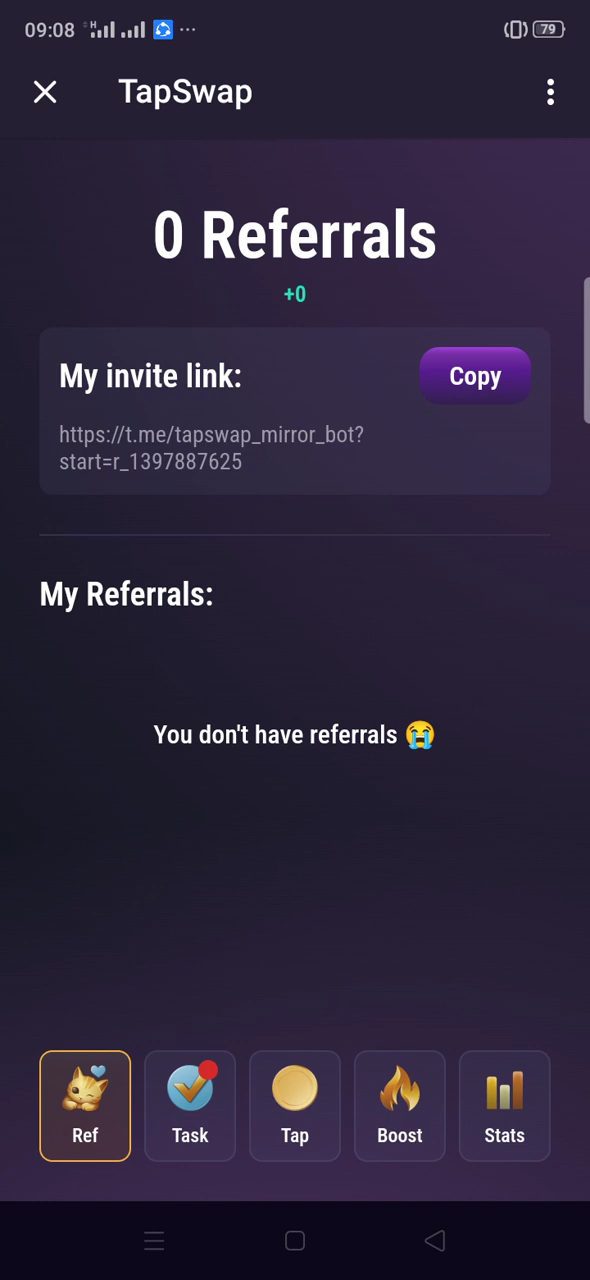 09:08
H
79
TapSwap
0 Referrals
+0
My invite link:
Copy
https://t.me/tapswap_mirror_bot?
start=r_1397887625
My Referrals:
You don't have referrals 😭
Ref
Task
Tap
Boost
Stats